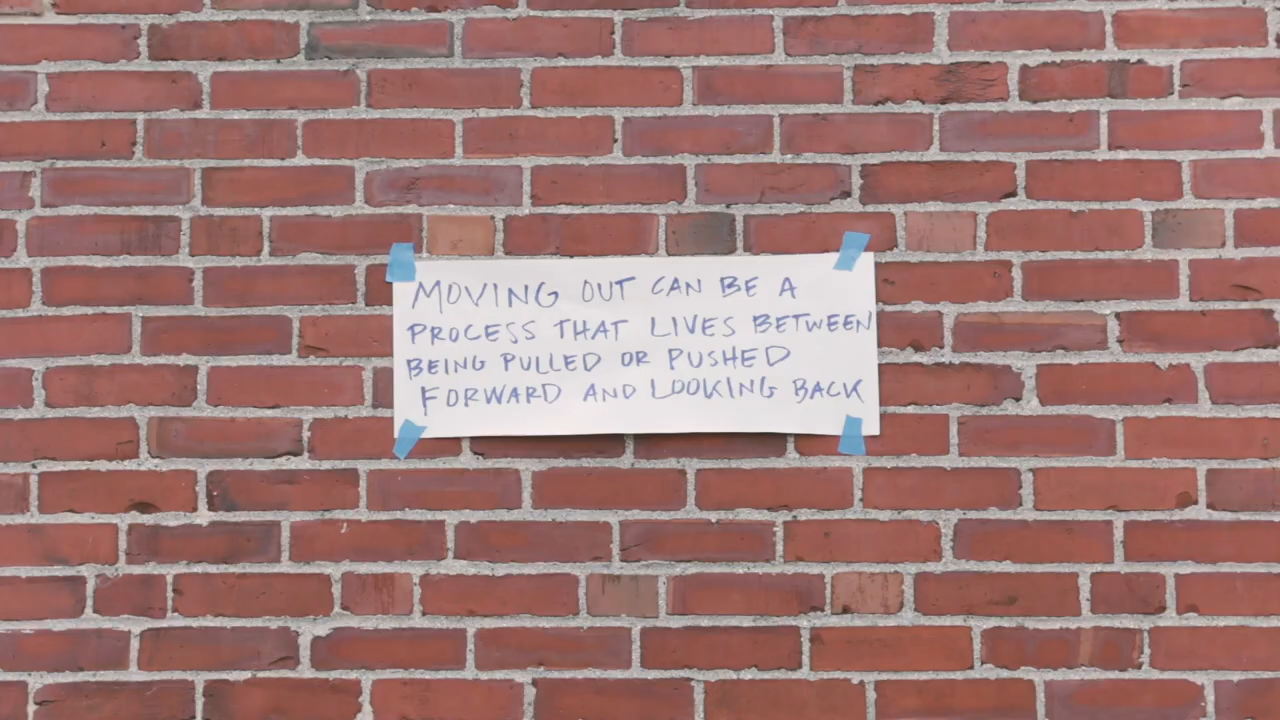 MOVING OUT CAN BE A
PROCESS THAT LIVES BETWEEN
BEING PULLED OR PUSHED
FORWARD AND LOOKING BACK